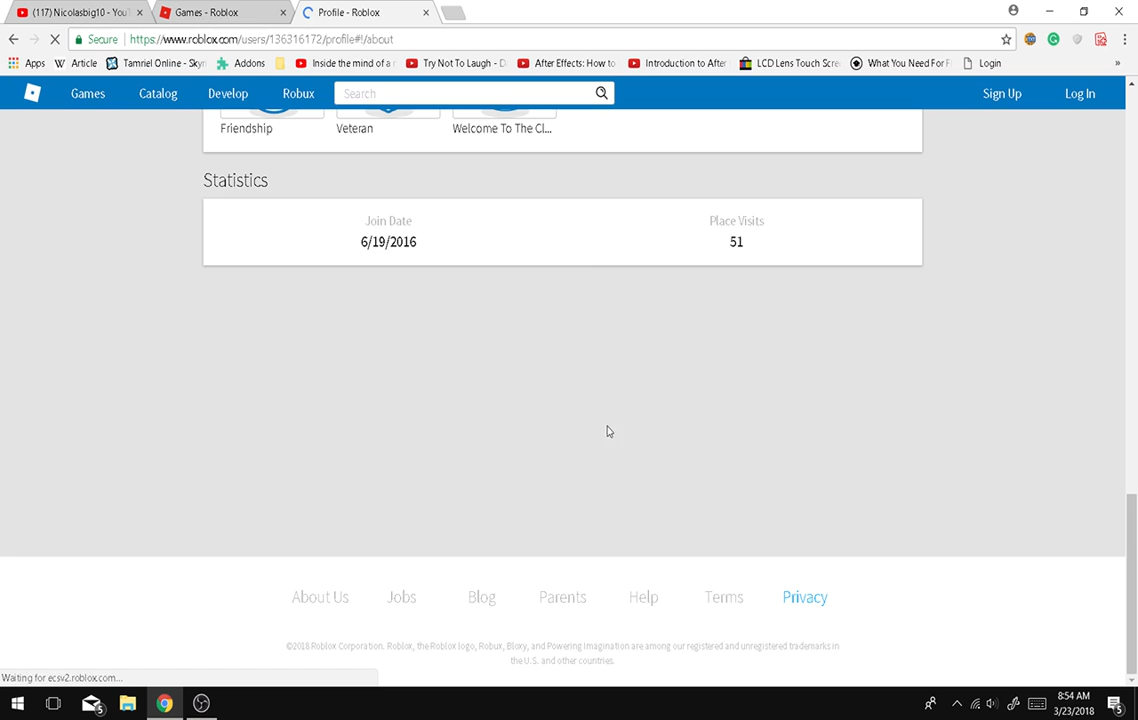 (117) Nicolasbig10 - YouT
Games - Roblox
Profile - Roblox
Secure
https://www.roblox.com/users/136316172/profile#!/about
Apps
Article
Tamriel Online - Skyri
Addons
Inside the mind of a
Try Not To Laugh - D
After Effects: How to
Introduction to After
LCD Lens Touch Scre
What You Need For F
Login
»
Games
Catalog
Develop
Robux
Search
Sign Up
Log In
Friendship
Veteran
Welcome To The Cl...
Statistics
Join Date
Place Visits
6/19/2016
51
About Us
Jobs
Blog
Parents
Help
Terms
Privacy
©2018 Roblox Corporation. Roblox, the Roblox logo, Robux, Bloxy, and Powering Imagination are among our registered and unregistered trademarks in
the U.S. and other countries.
Waiting for ecsv2.roblox.com...
5
8:54 AM
3/23/2018
5